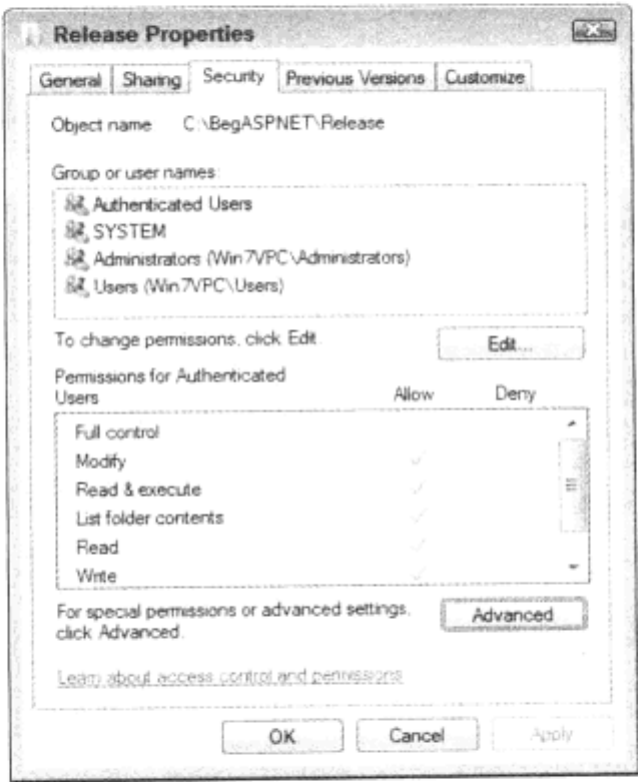 Release Properties
General Sharing Security Previous Versions Customize
Object name C:\BegASPNET\Release
Group or user names:
Authenticated Users
SYSTEM
Administrators (Win7VPC\Administrators)
Users (Win7VPC\Users)
To change permissions, click Edit.
Edit...
Permissions for Authenticated
Users Allow Deny
Full control
Modify
Read & execute
List folder contents
Read
Write
For special permissions or advanced settings,
click Advanced.
Advanced
Learn about access control and permissions
OK Cancel Apply